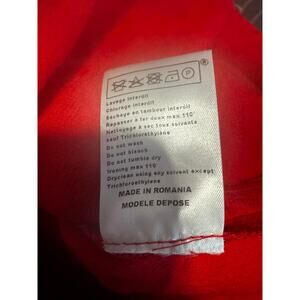 ®
P
Lavage interdit
Chlorage interdit
Sechage en tambour interdit
Repasser a fer doux max 110°
Nettoyage a sec tous solvants
sauf Trichloroethylene
Do not wash
Do not bleach
Do not tumble dry
Ironing max 110°
Dryclean using any solvent except
Trichloroethylene
MADE IN ROMANIA
MODELE DEPOSE